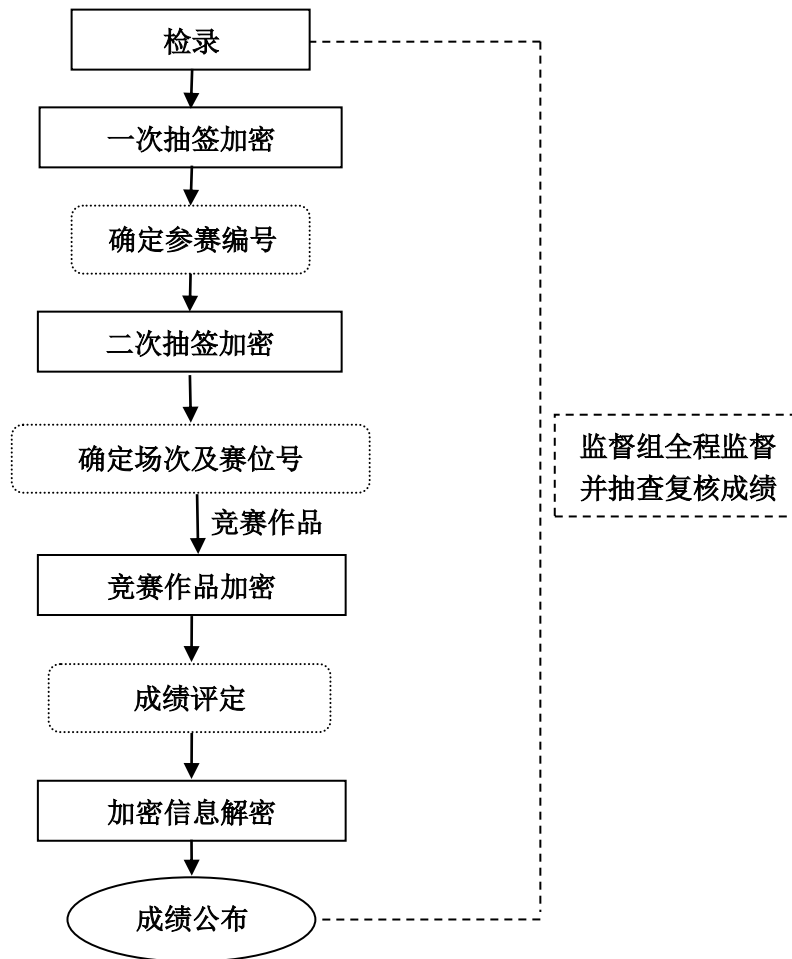 检录
一次抽签加密
确定参赛编号
二次抽签加密
确定场次及赛位号
竞赛作品
竞赛作品加密
成绩评定
加密信息解密
成绩公布
监督组全程监督
并抽查复核成绩